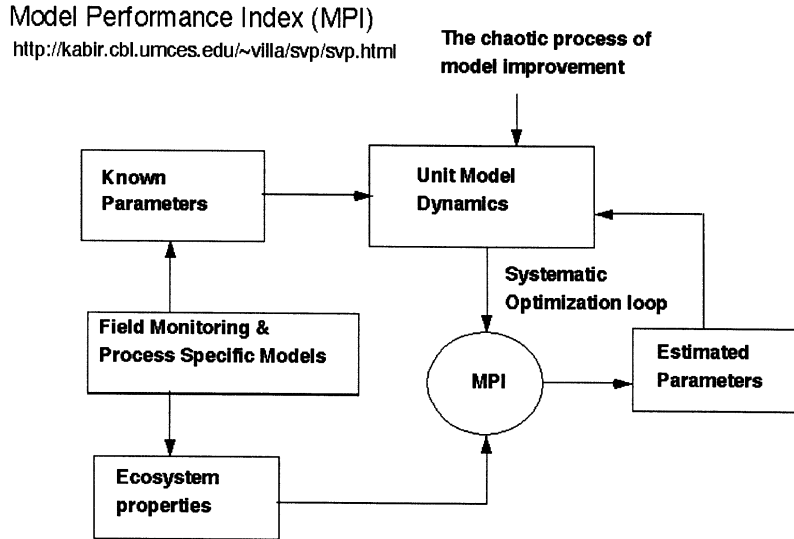 Model Performance Index (MPI)
http://kabir.cbl.umces.edu/~villa/svp/svp.html
The chaotic process of
model improvement
Known
Parameters
Unit Model
Dynamics
Systematic
Optimization loop
Field Monitoring &
Process Specific Models
MPI
Estimated
Parameters
Ecosystem
properties